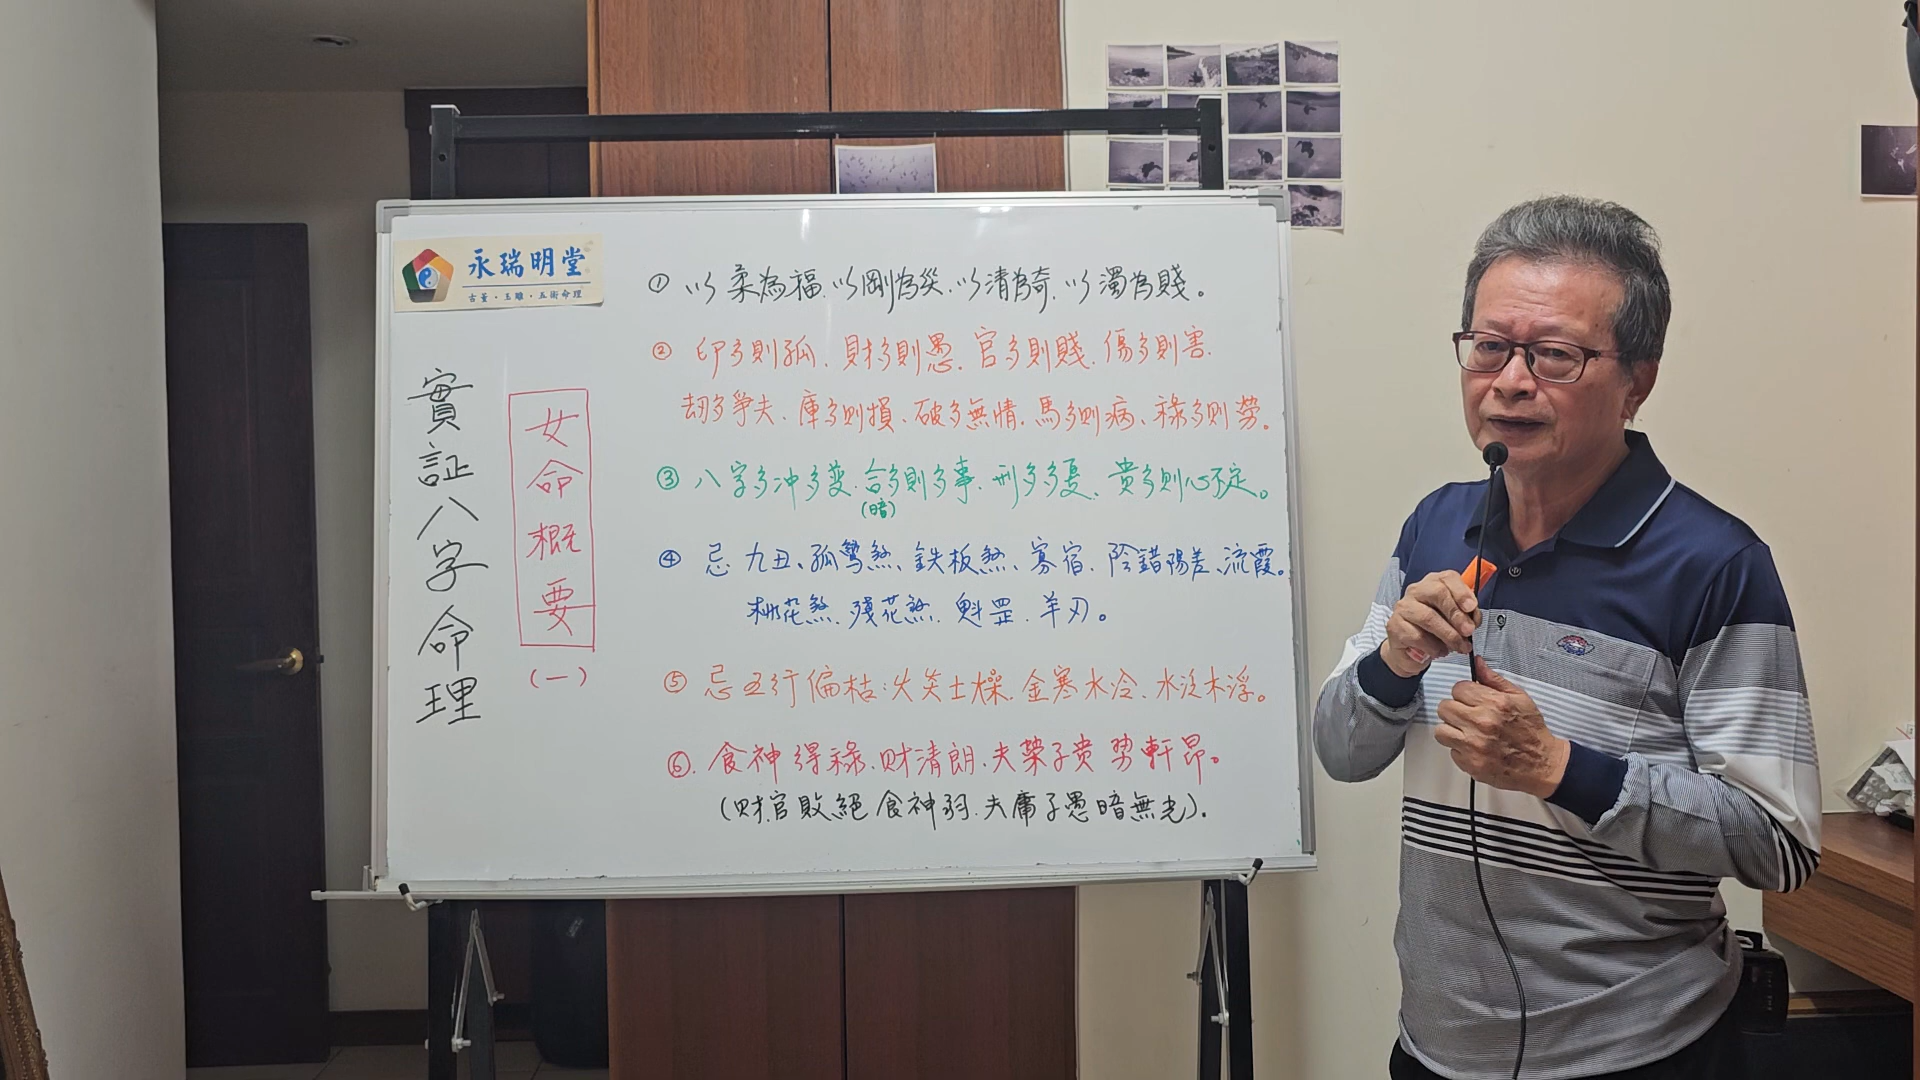 永瑞明堂
古董・玉雕・五術命理
實証八字命理
女命概要
(一)
① 以柔為福、以剛為災、以清為奇、以濁為賤。
② 印多則孤、財多則愚、官多則賤、傷多則害、
劫多爭夫、庫多則損、破多無情、馬多則病、祿多則勞。
③ 八字多冲多變、合多則多事、刑多多憂、貴多則心不定。
(暗)
④ 忌 九丑、孤鸞煞、鉄板煞、寡宿、陰錯陽差、流霞。
桃花煞、殘花煞、魁罡、羊刃。
⑤ 忌五行偏枯:火炎土燥、金寒水冷、水泛木浮。
⑥. 食神得祿、财清朗、夫榮子贵势軒昂。
(财官敗絕食神弱、夫庸子愚暗無光)。